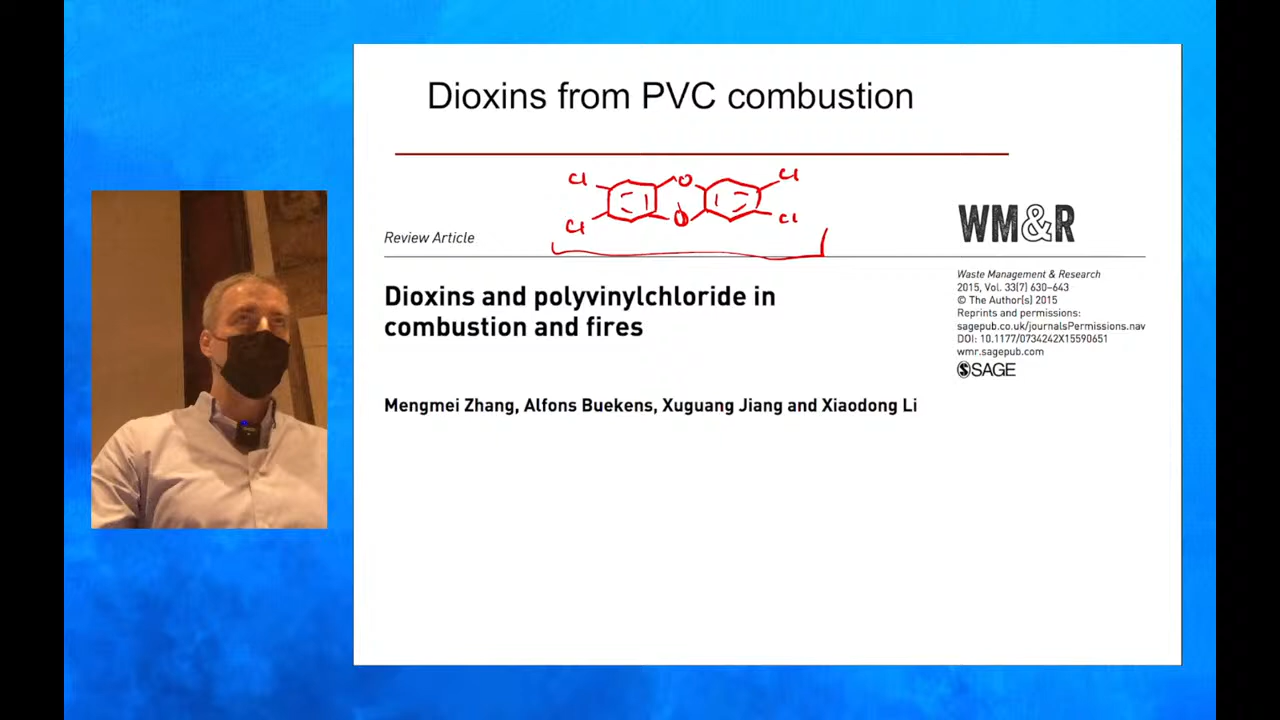 Dioxins from PVC combustion
Cl O Cl
Cl O Cl
Review Article
WM&R
Dioxins and polyvinylchloride in
combustion and fires
Waste Management & Research
2015, Vol. 33(7) 630–643
© The Author(s) 2015
Reprints and permissions:
sagepub.co.uk/journalsPermissions.nav
DOI: 10.1177/0734242X15590651
wmr.sagepub.com
SAGE
Mengmei Zhang, Alfons Buekens, Xuguang Jiang and Xiaodong Li